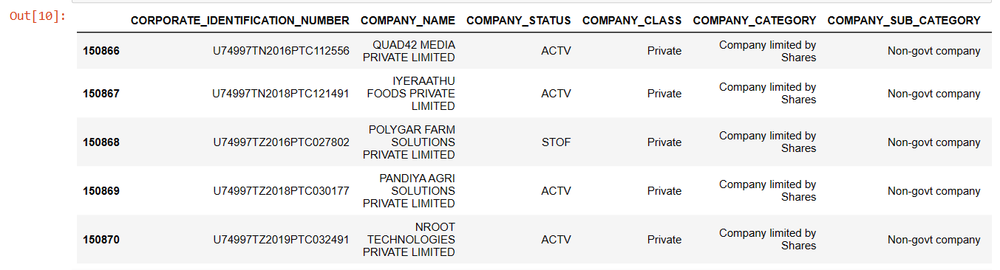 Out[10]:
CORPORATE_IDENTIFICATION_NUMBER COMPANY_NAME COMPANY_STATUS COMPANY_CLASS COMPANY_CATEGORY COMPANY_SUB_CATEGORY
150866 U74997TN2016PTC112556 QUAD42 MEDIA PRIVATE LIMITED ACTV Private Company limited by Shares Non-govt company
150867 U74997TN2018PTC121491 IYERAATHU FOODS PRIVATE LIMITED ACTV Private Company limited by Shares Non-govt company
150868 U74997TZ2016PTC027802 POLYGAR FARM SOLUTIONS PRIVATE LIMITED STOF Private Company limited by Shares Non-govt company
150869 U74997TZ2018PTC030177 PANDIYA AGRI SOLUTIONS PRIVATE LIMITED ACTV Private Company limited by Shares Non-govt company
150870 U74997TZ2019PTC032491 NROOT TECHNOLOGIES PRIVATE LIMITED ACTV Private Company limited by Shares Non-govt company